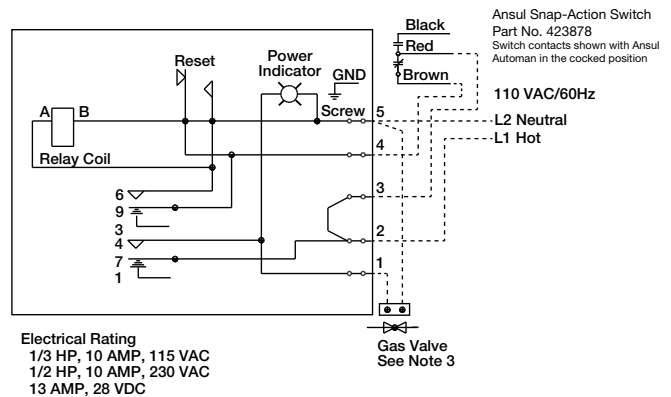 Ansul Snap-Action Switch
Part No. 423878
Switch contacts shown with Ansul
Automan in the cocked position
Black
Red
Brown
110 VAC/60Hz
L2 Neutral
L1 Hot
Reset
Power
Indicator
GND
Screw
5
A B
4
Relay Coil
6
3
9
3
4
2
7
1
1
Electrical Rating
1/3 HP, 10 AMP, 115 VAC
1/2 HP, 10 AMP, 230 VAC
13 AMP, 28 VDC
Gas Valve
See Note 3